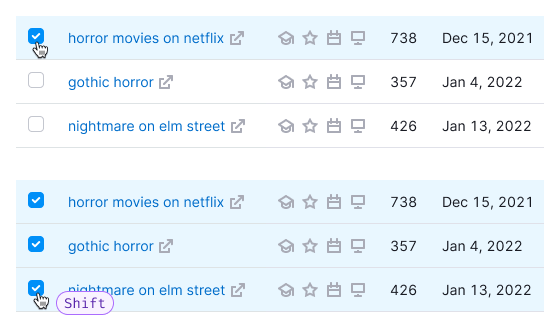 horror movies on netflix 738 Dec 15, 2021
gothic horror 357 Jan 4, 2022
nightmare on elm street 426 Jan 13, 2022
horror movies on netflix 738 Dec 15, 2021
gothic horror 357 Jan 4, 2022
nightmare on elm street 426 Jan 13, 2022
Shift